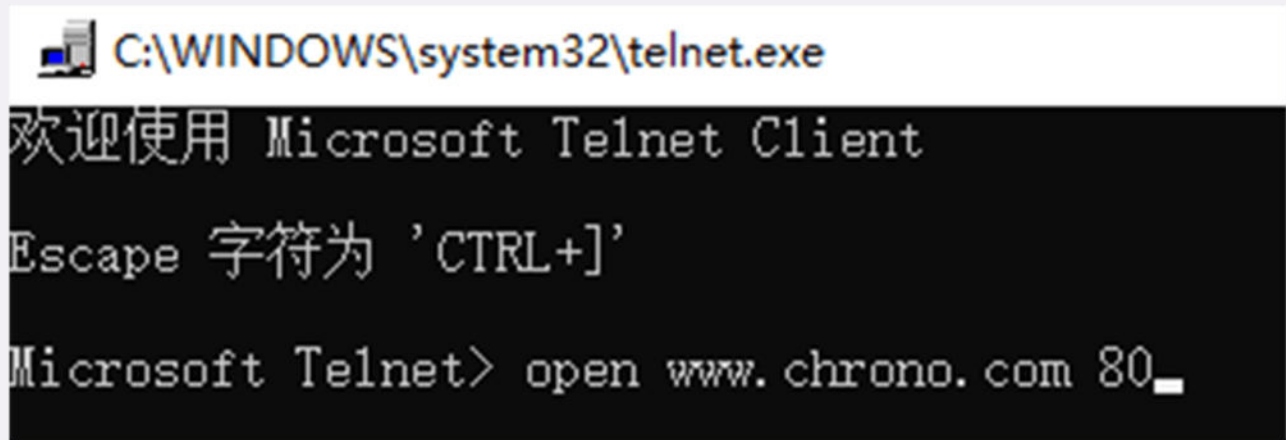 C:\WINDOWS\system32\telnet.exe
欢迎使用 Microsoft Telnet Client
Escape 字符为 'CTRL+]'
Microsoft Telnet> open www.chrono.com 80